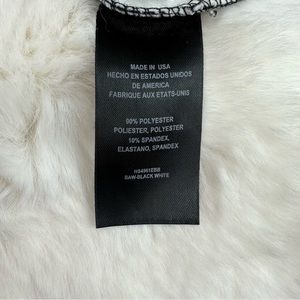 MADE IN USA
HECHO EN ESTADOS UNIDOS
DE AMERICA
FABRIQUE AUX ETATS-UNIS
90% POLYESTER
POLIESTER, POLYESTER
10% SPANDEX,
ELASTANO, SPANDEX
RAW-BLACK WHITE